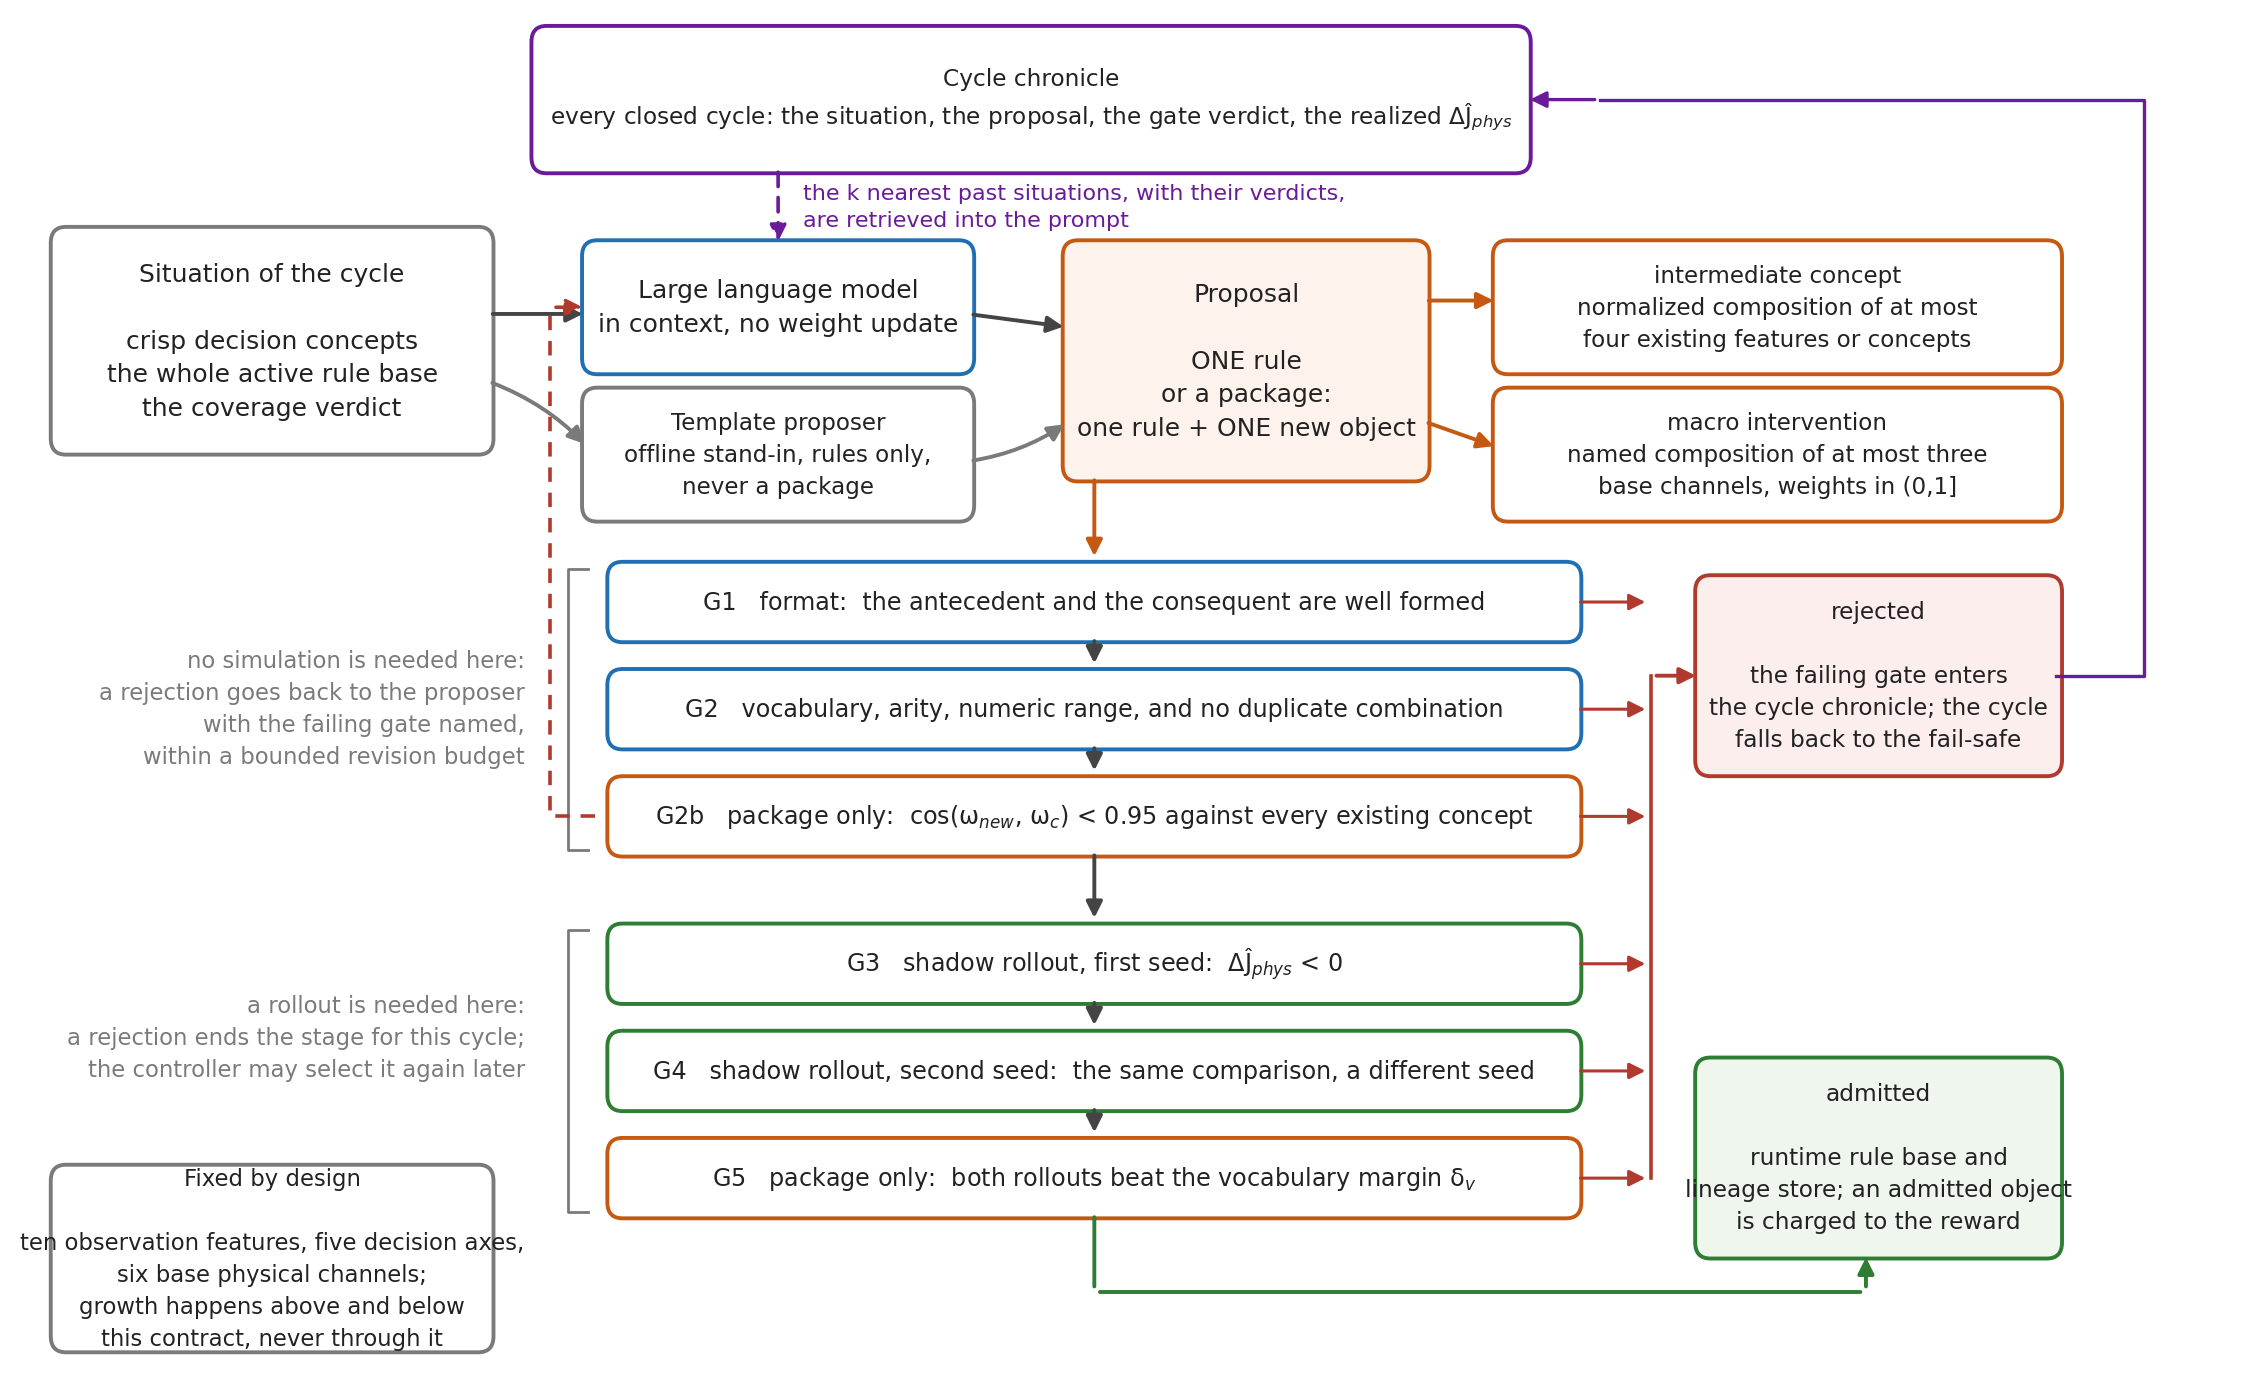 Cycle chronicle
every closed cycle: the situation, the proposal, the gate verdict, the realized ΔĴphys
the k nearest past situations, with their verdicts,
are retrieved into the prompt
Situation of the cycle
crisp decision concepts
the whole active rule base
the coverage verdict
Large language model
in context, no weight update
Template proposer
offline stand-in, rules only,
never a package
Proposal
ONE rule
or a package:
one rule + ONE new object
intermediate concept
normalized composition of at most
four existing features or concepts
macro intervention
named composition of at most three
base channels, weights in (0,1]
G1 format: the antecedent and the consequent are well formed
G2 vocabulary, arity, numeric range, and no duplicate combination
G2b package only: cos(ωnew, ωc) < 0.95 against every existing concept
no simulation is needed here:
a rejection goes back to the proposer
with the failing gate named,
within a bounded revision budget
rejected
the failing gate enters
the cycle chronicle; the cycle
falls back to the fail-safe
G3 shadow rollout, first seed: ΔĴphys < 0
G4 shadow rollout, second seed: the same comparison, a different seed
G5 package only: both rollouts beat the vocabulary margin δv
a rollout is needed here:
a rejection ends the stage for this cycle;
the controller may select it again later
admitted
runtime rule base and
lineage store; an admitted object
is charged to the reward
Fixed by design
ten observation features, five decision axes,
six base physical channels;
growth happens above and below
this contract, never through it